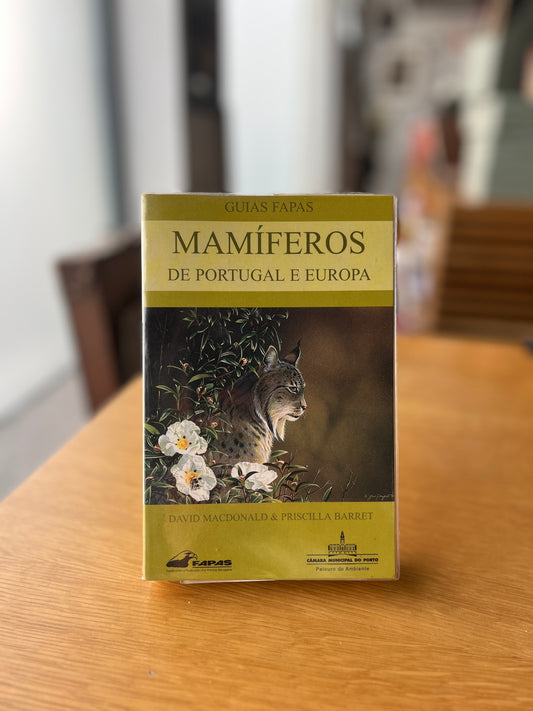 GUIAS FAPAS
MAMÍFEROS
DE PORTUGAL E EUROPA
DAVID MACDONALD & PRISCILLA BARRET
FAPAS
CÂMARA MUNICIPAL DO PORTO
Pelouro do Ambiente